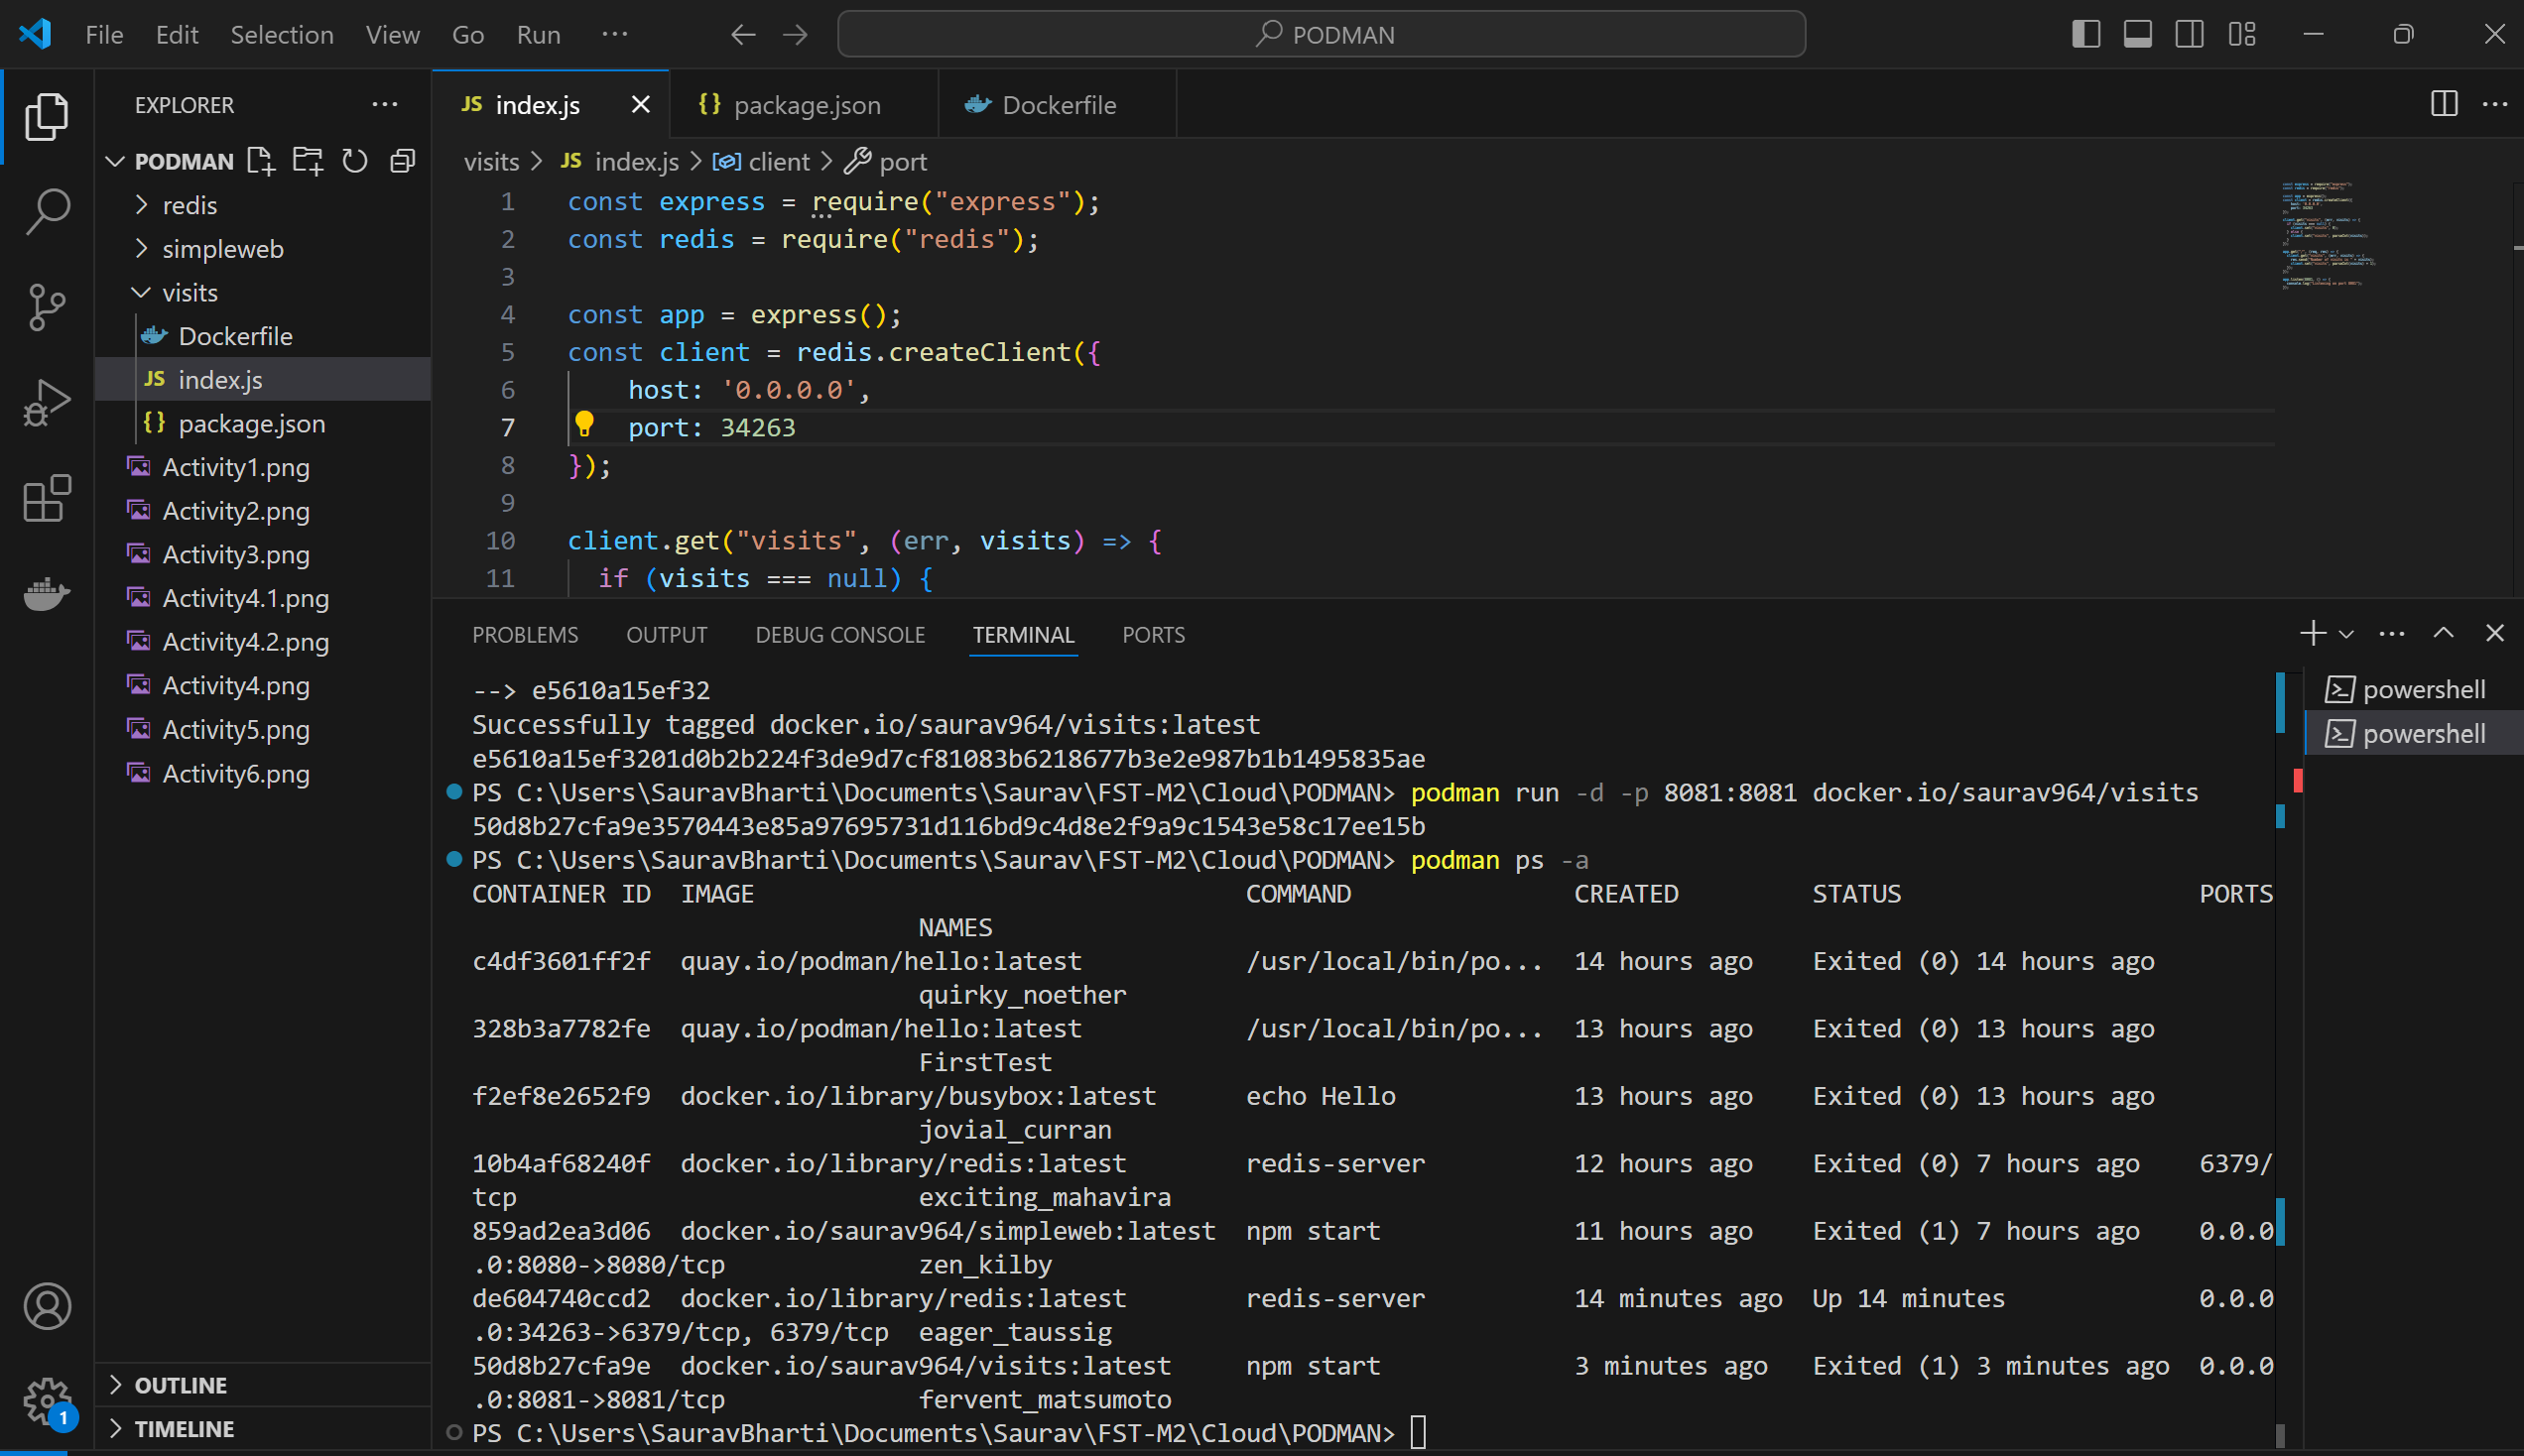 File Edit Selection View Go Run ··· PODMAN
EXPLORER ···
PODMAN
redis
simpleweb
visits
Dockerfile
JS index.js
{} package.json
Activity1.png
Activity2.png
Activity3.png
Activity4.1.png
Activity4.2.png
Activity4.png
Activity5.png
Activity6.png
OUTLINE
TIMELINE
1
JS index.js {} package.json Dockerfile
visits > JS index.js > client > port
1 const express = require("express");
2 const redis = require("redis");
3
4 const app = express();
5 const client = redis.createClient({
6 host: '0.0.0.0',
7 port: 34263
8 });
9
10 client.get("visits", (err, visits) => {
11 if (visits === null) {
PROBLEMS OUTPUT DEBUG CONSOLE TERMINAL PORTS
--> e5610a15ef32
Successfully tagged docker.io/saurav964/visits:latest
e5610a15ef3201d0b2b224f3de9d7cf81083b6218677b3e2e987b1b1495835ae
PS C:\Users\SauravBharti\Documents\Saurav\FST-M2\Cloud\PODMAN> podman run -d -p 8081:8081 docker.io/saurav964/visits
50d8b27cfa9e3570443e85a97695731d116bd9c4d8e2f9a9c1543e58c17ee15b
PS C:\Users\SauravBharti\Documents\Saurav\FST-M2\Cloud\PODMAN> podman ps -a
CONTAINER ID IMAGE COMMAND CREATED STATUS PORTS
NAMES
c4df3601ff2f quay.io/podman/hello:latest /usr/local/bin/po... 14 hours ago Exited (0) 14 hours ago
quirky_noether
328b3a7782fe quay.io/podman/hello:latest /usr/local/bin/po... 13 hours ago Exited (0) 13 hours ago
FirstTest
f2ef8e2652f9 docker.io/library/busybox:latest echo Hello 13 hours ago Exited (0) 13 hours ago
jovial_curran
10b4af68240f docker.io/library/redis:latest redis-server 12 hours ago Exited (0) 7 hours ago 6379/
tcp exciting_mahavira
859ad2ea3d06 docker.io/saurav964/simpleweb:latest npm start 11 hours ago Exited (1) 7 hours ago 0.0.0
.0:8080->8080/tcp zen_kilby
de604740ccd2 docker.io/library/redis:latest redis-server 14 minutes ago Up 14 minutes 0.0.0
.0:34263->6379/tcp, 6379/tcp eager_taussig
50d8b27cfa9e docker.io/saurav964/visits:latest npm start 3 minutes ago Exited (1) 3 minutes ago 0.0.0
.0:8081->8081/tcp fervent_matsumoto
PS C:\Users\SauravBharti\Documents\Saurav\FST-M2\Cloud\PODMAN>
powershell
powershell